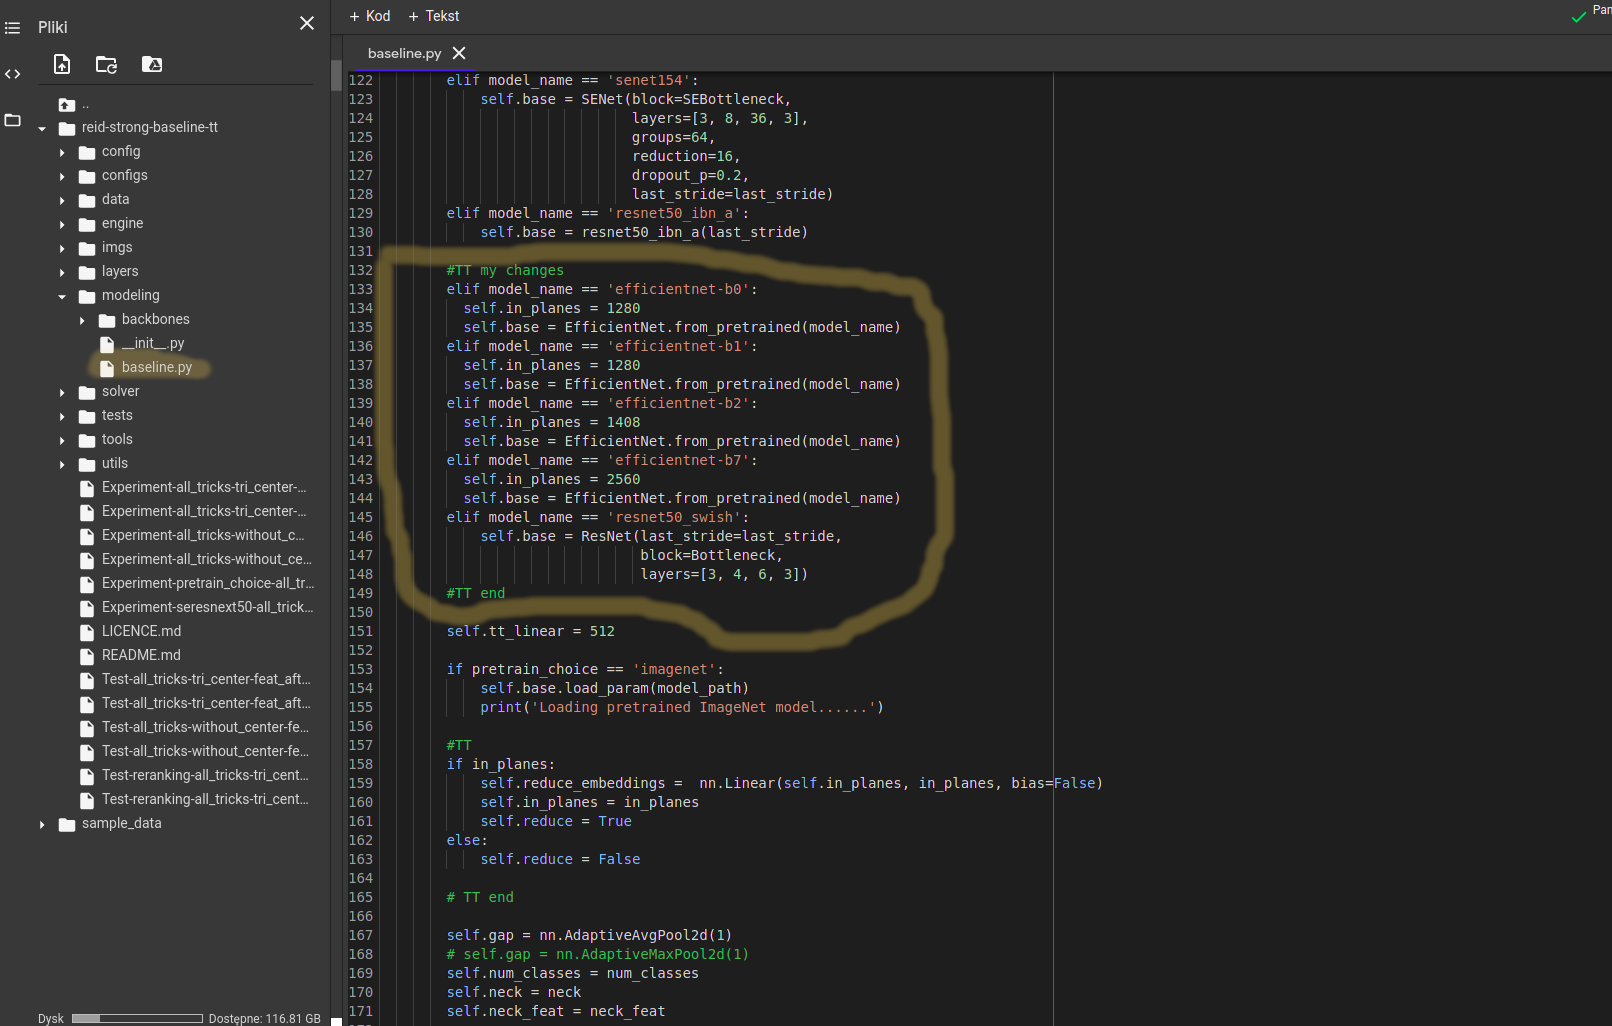 Pliki
..
reid-strong-baseline-tt
config
configs
data
engine
imgs
layers
modeling
backbones
__init__.py
baseline.py
solver
tests
tools
utils
Experiment-all_tricks-tri_center-...
Experiment-all_tricks-tri_center-...
Experiment-all_tricks-without_c...
Experiment-all_tricks-without_ce...
Experiment-pretrain_choice-all_tr...
Experiment-seresnext50-all_trick...
LICENCE.md
README.md
Test-all_tricks-tri_center-feat_aft...
Test-all_tricks-tri_center-feat_aft...
Test-all_tricks-without_center-fe...
Test-all_tricks-without_center-fe...
Test-reranking-all_tricks-tri_cent...
Test-reranking-all_tricks-tri_cent...
sample_data
Dysk Dostępne: 116.81 GB
+ Kod + Tekst
Pan
baseline.py
122 elif model_name == 'senet154':
123 self.base = SENet(block=SEBottleneck,
124 layers=[3, 8, 36, 3],
125 groups=64,
126 reduction=16,
127 dropout_p=0.2,
128 last_stride=last_stride)
129 elif model_name == 'resnet50_ibn_a':
130 self.base = resnet50_ibn_a(last_stride)
131
132 #TT my changes
133 elif model_name == 'efficientnet-b0':
134 self.in_planes = 1280
135 self.base = EfficientNet.from_pretrained(model_name)
136 elif model_name == 'efficientnet-b1':
137 self.in_planes = 1280
138 self.base = EfficientNet.from_pretrained(model_name)
139 elif model_name == 'efficientnet-b2':
140 self.in_planes = 1408
141 self.base = EfficientNet.from_pretrained(model_name)
142 elif model_name == 'efficientnet-b7':
143 self.in_planes = 2560
144 self.base = EfficientNet.from_pretrained(model_name)
145 elif model_name == 'resnet50_swish':
146 self.base = ResNet(last_stride=last_stride,
147 block=Bottleneck,
148 layers=[3, 4, 6, 3])
149 #TT end
150
151 self.tt_linear = 512
152
153 if pretrain_choice == 'imagenet':
154 self.base.load_param(model_path)
155 print('Loading pretrained ImageNet model......')
156
157 #TT
158 if in_planes:
159 self.reduce_embeddings =  nn.Linear(self.in_planes, in_planes, bias=False)
160 self.in_planes = in_planes
161 self.reduce = True
162 else:
163 self.reduce = False
164
165 # TT end
166
167 self.gap = nn.AdaptiveAvgPool2d(1)
168 # self.gap = nn.AdaptiveMaxPool2d(1)
169 self.num_classes = num_classes
170 self.neck = neck
171 self.neck_feat = neck_feat